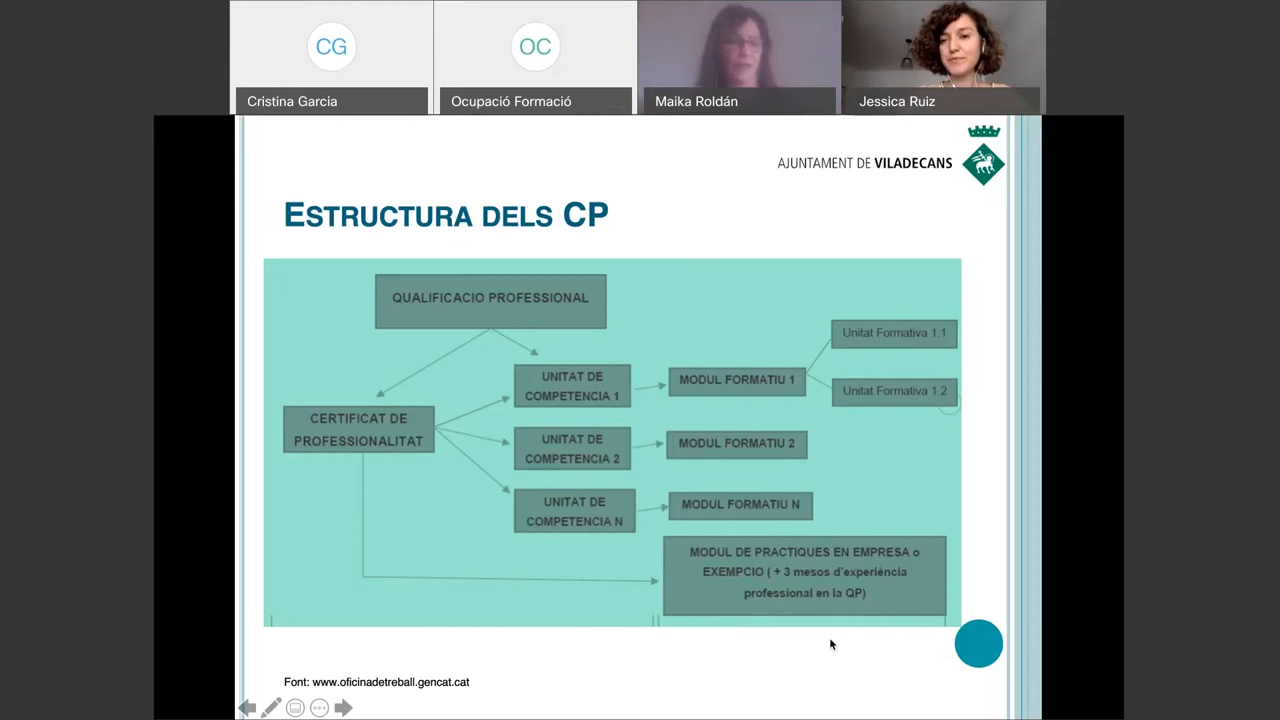 CG
OC
Cristina Garcia
Ocupació Formació
Maika Roldán
Jessica Ruiz
AJUNTAMENT DE VILADECANS
ESTRUCTURA DELS CP
QUALIFICACIO PROFESSIONAL
Unitat Formativa 1.1
UNITAT DE
COMPETENCIA 1
MODUL FORMATIU 1
Unitat Formativa 1.2
CERTIFICAT DE
PROFESSIONALITAT
UNITAT DE
COMPETENCIA 2
MODUL FORMATIU 2
UNITAT DE
COMPETENCIA N
MODUL FORMATIU N
MODUL DE PRACTIQUES EN EMPRESA o
EXEMPCIO ( + 3 mesos d'experiència
professional en la QP)
Font: www.oficinadetreball.gencat.cat